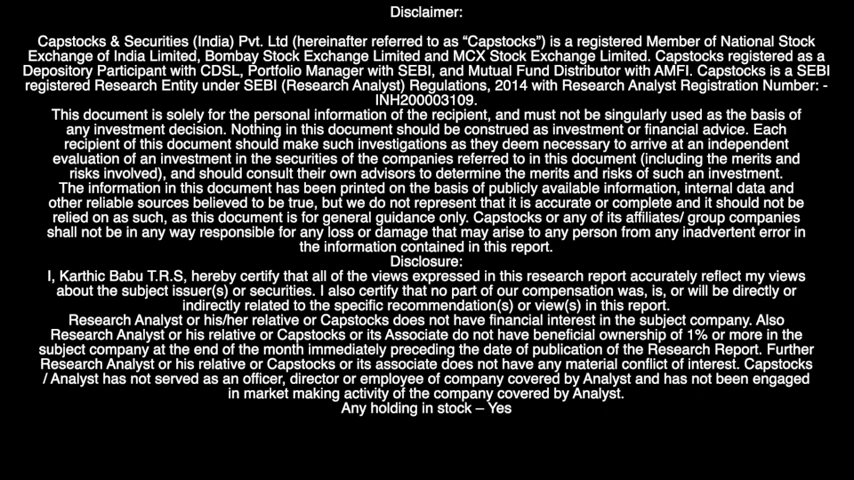 Disclaimer:
Capstocks & Securities (India) Pvt. Ltd (hereinafter referred to as “Capstocks”) is a registered Member of National Stock
Exchange of India Limited, Bombay Stock Exchange Limited and MCX Stock Exchange Limited. Capstocks registered as a
Depository Participant with CDSL, Portfolio Manager with SEBI, and Mutual Fund Distributor with AMFI. Capstocks is a SEBI
registered Research Entity under SEBI (Research Analyst) Regulations, 2014 with Research Analyst Registration Number: -
INH200003109.
This document is solely for the personal information of the recipient, and must not be singularly used as the basis of
any investment decision. Nothing in this document should be construed as investment or financial advice. Each
recipient of this document should make such investigations as they deem necessary to arrive at an independent
evaluation of an investment in the securities of the companies referred to in this document (including the merits and
risks involved), and should consult their own advisors to determine the merits and risks of such an investment.
The information in this document has been printed on the basis of publicly available information, internal data and
other reliable sources believed to be true, but we do not represent that it is accurate or complete and it should not be
relied on as such, as this document is for general guidance only. Capstocks or any of its affiliates/ group companies
shall not be in any way responsible for any loss or damage that may arise to any person from any inadvertent error in
the information contained in this report.
Disclosure:
I, Karthic Babu T.R.S, hereby certify that all of the views expressed in this research report accurately reflect my views
about the subject issuer(s) or securities. I also certify that no part of our compensation was, is, or will be directly or
indirectly related to the specific recommendation(s) or view(s) in this report.
Research Analyst or his/her relative or Capstocks does not have financial interest in the subject company. Also
Research Analyst or his relative or Capstocks or its Associate do not have beneficial ownership of 1% or more in the
subject company at the end of the month immediately preceding the date of publication of the Research Report. Further
Research Analyst or his relative or Capstocks or its associate does not have any material conflict of interest. Capstocks
/ Analyst has not served as an officer, director or employee of company covered by Analyst and has not been engaged
in market making activity of the company covered by Analyst.
Any holding in stock – Yes